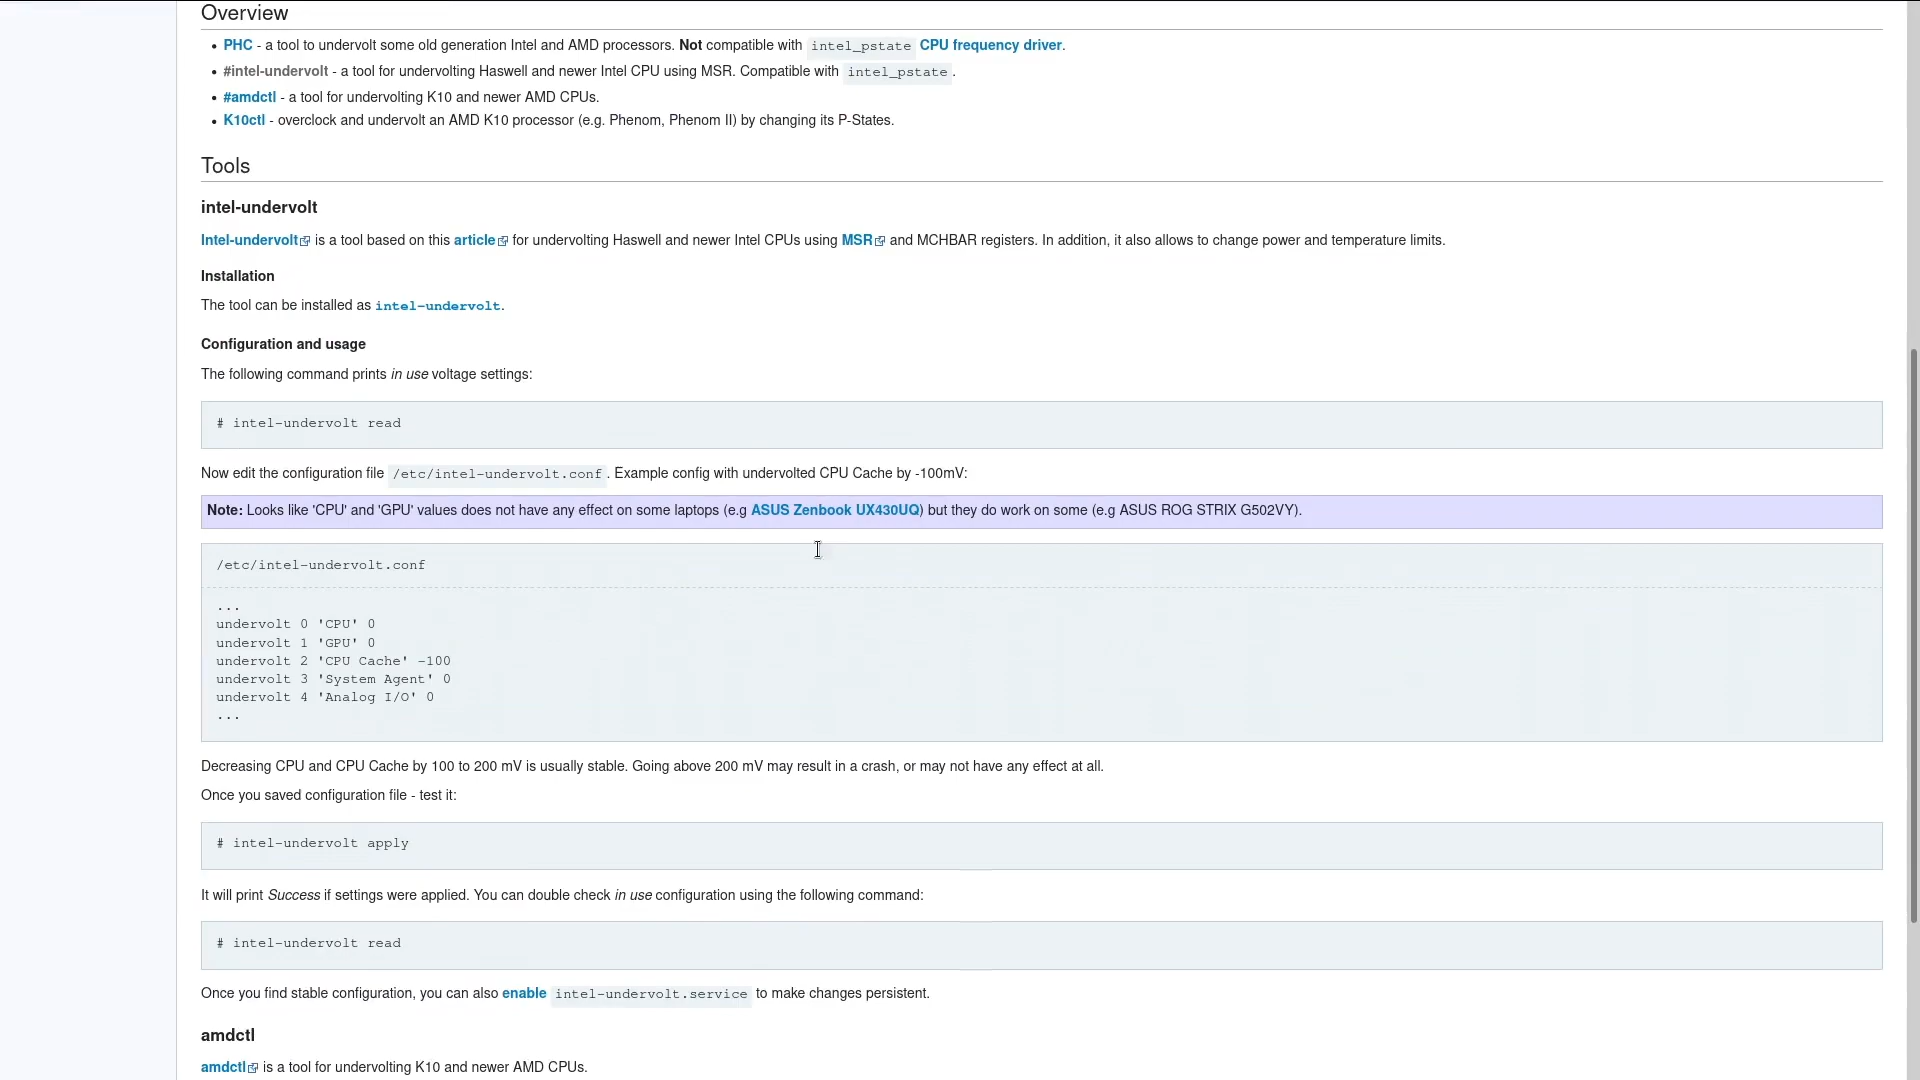 Overview
• PHC - a tool to undervolt some old generation Intel and AMD processors. Not compatible with intel_pstate CPU frequency driver.
• #intel-undervolt - a tool for undervolting Haswell and newer Intel CPU using MSR. Compatible with intel_pstate .
• #amdctl - a tool for undervolting K10 and newer AMD CPUs.
• K10ctl - overclock and undervolt an AMD K10 processor (e.g. Phenom, Phenom II) by changing its P-States.
Tools
intel-undervolt
Intel-undervolt is a tool based on this article for undervolting Haswell and newer Intel CPUs using MSR and MCHBAR registers. In addition, it also allows to change power and temperature limits.
Installation
The tool can be installed as intel-undervolt.
Configuration and usage
The following command prints in use voltage settings:
# intel-undervolt read
Now edit the configuration file /etc/intel-undervolt.conf . Example config with undervolted CPU Cache by -100mV:
Note: Looks like 'CPU' and 'GPU' values does not have any effect on some laptops (e.g ASUS Zenbook UX430UQ) but they do work on some (e.g ASUS ROG STRIX G502VY).
/etc/intel-undervolt.conf
...
undervolt 0 'CPU' 0
undervolt 1 'GPU' 0
undervolt 2 'CPU Cache' -100
undervolt 3 'System Agent' 0
undervolt 4 'Analog I/O' 0
...
Decreasing CPU and CPU Cache by 100 to 200 mV is usually stable. Going above 200 mV may result in a crash, or may not have any effect at all.
Once you saved configuration file - test it:
# intel-undervolt apply
It will print Success if settings were applied. You can double check in use configuration using the following command:
# intel-undervolt read
Once you find stable configuration, you can also enable intel-undervolt.service to make changes persistent.
amdctl
amdctl is a tool for undervolting K10 and newer AMD CPUs.